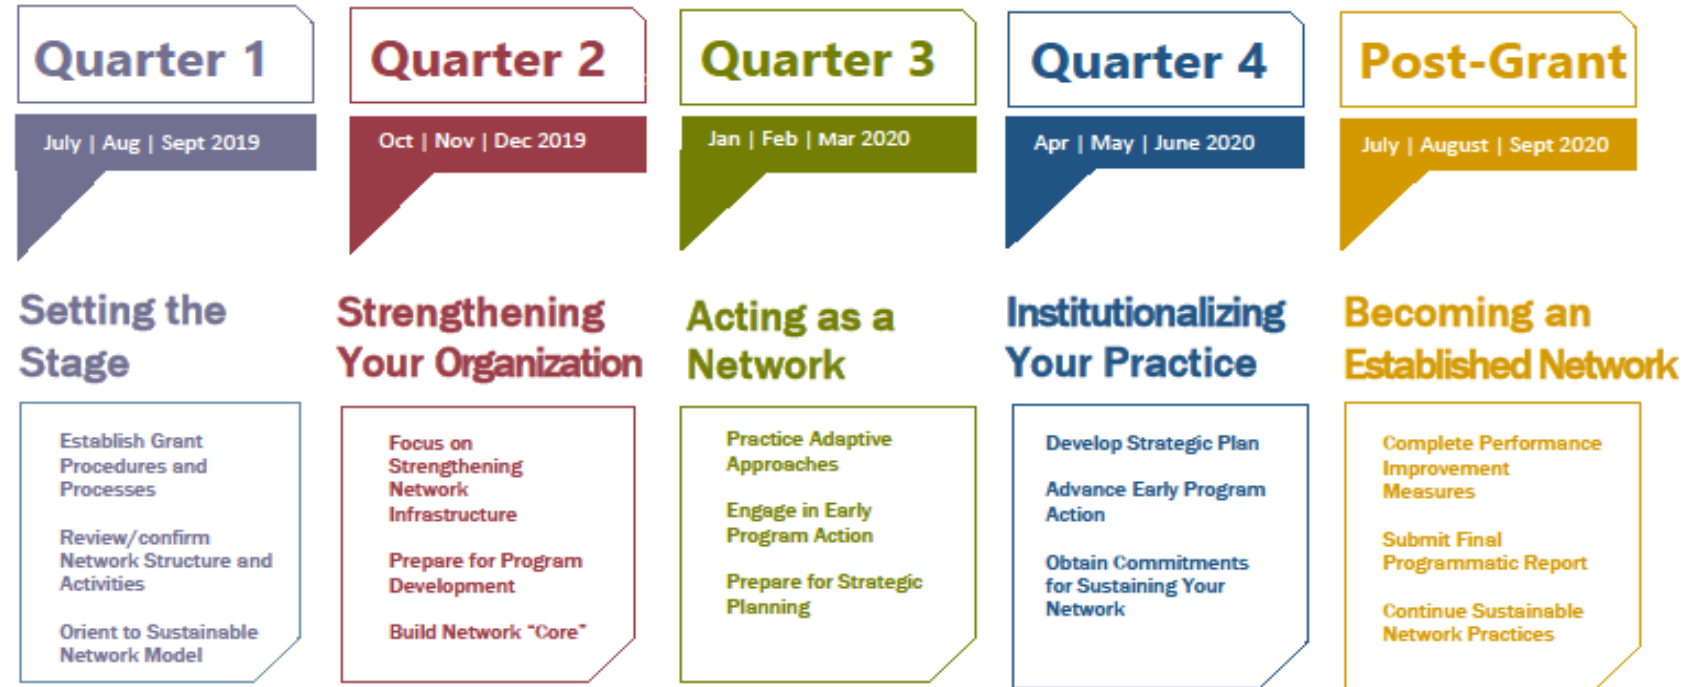 Quarter 1
July | Aug | Sept 2019
Setting the
Stage
Establish Grant
Procedures and
Processes
Review/confirm
Network Structure and
Activities
Orient to Sustainable
Network Model
Quarter 2
Oct | Nov | Dec 2019
Strengthening
Your Organization
Focus on
Strengthening
Network
Infrastructure
Prepare for Program
Development
Build Network “Core”
Quarter 3
Jan | Feb | Mar 2020
Acting as a
Network
Practice Adaptive
Approaches
Engage in Early
Program Action
Prepare for Strategic
Planning
Quarter 4
Apr | May | June 2020
Institutionalizing
Your Practice
Develop Strategic Plan
Advance Early Program
Action
Obtain Commitments
for Sustaining Your
Network
Post-Grant
July | August | Sept 2020
Becoming an
Established Network
Complete Performance
Improvement
Measures
Submit Final
Programmatic Report
Continue Sustainable
Network Practices